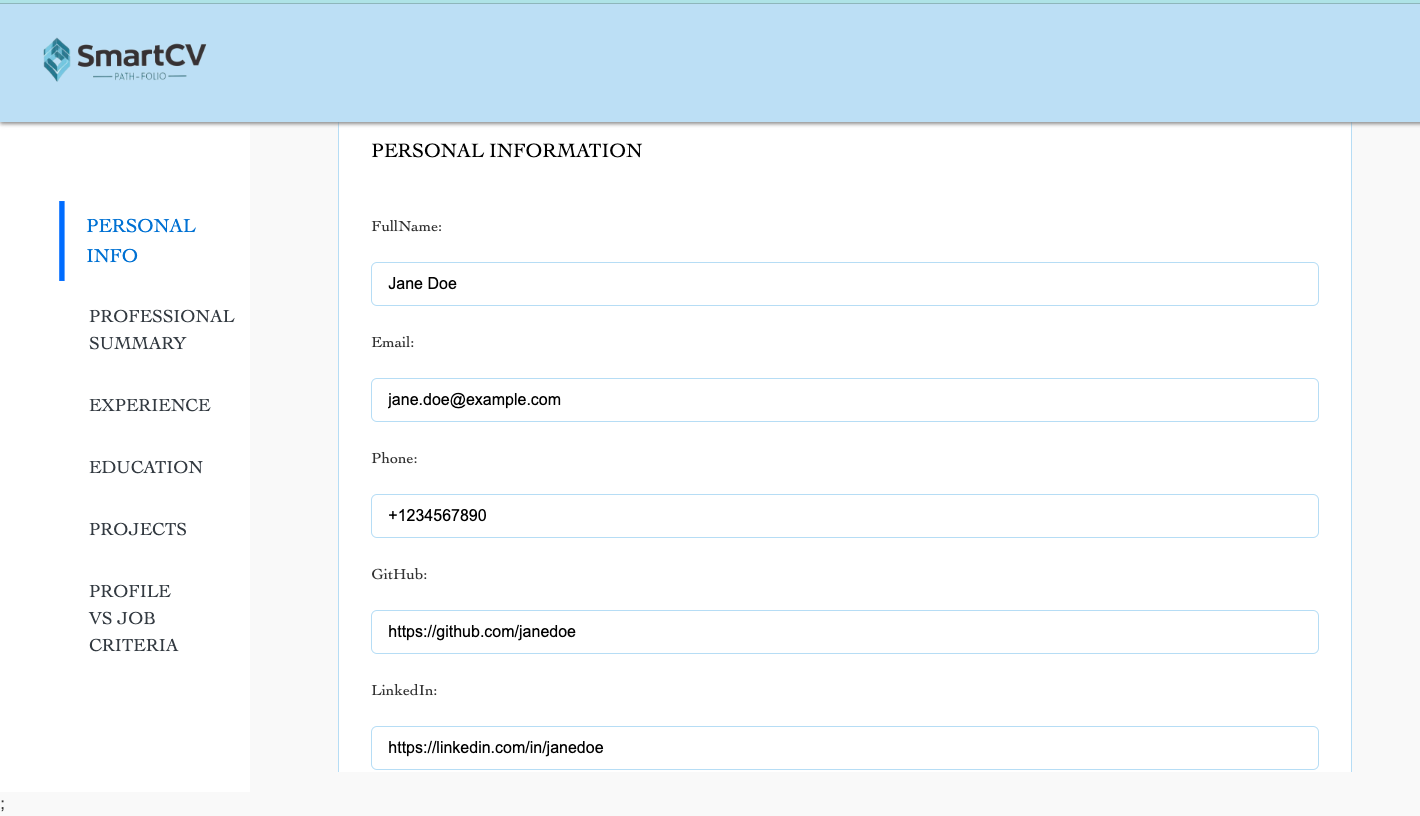 SmartCV
PATH-FOLIO
PERSONAL
INFO
PROFESSIONAL
SUMMARY
EXPERIENCE
EDUCATION
PROJECTS
PROFILE
VS JOB
CRITERIA
PERSONAL INFORMATION
FullName:
Jane Doe
Email:
jane.doe@example.com
Phone:
+1234567890
GitHub:
https://github.com/janedoe
LinkedIn:
https://linkedin.com/in/janedoe
;